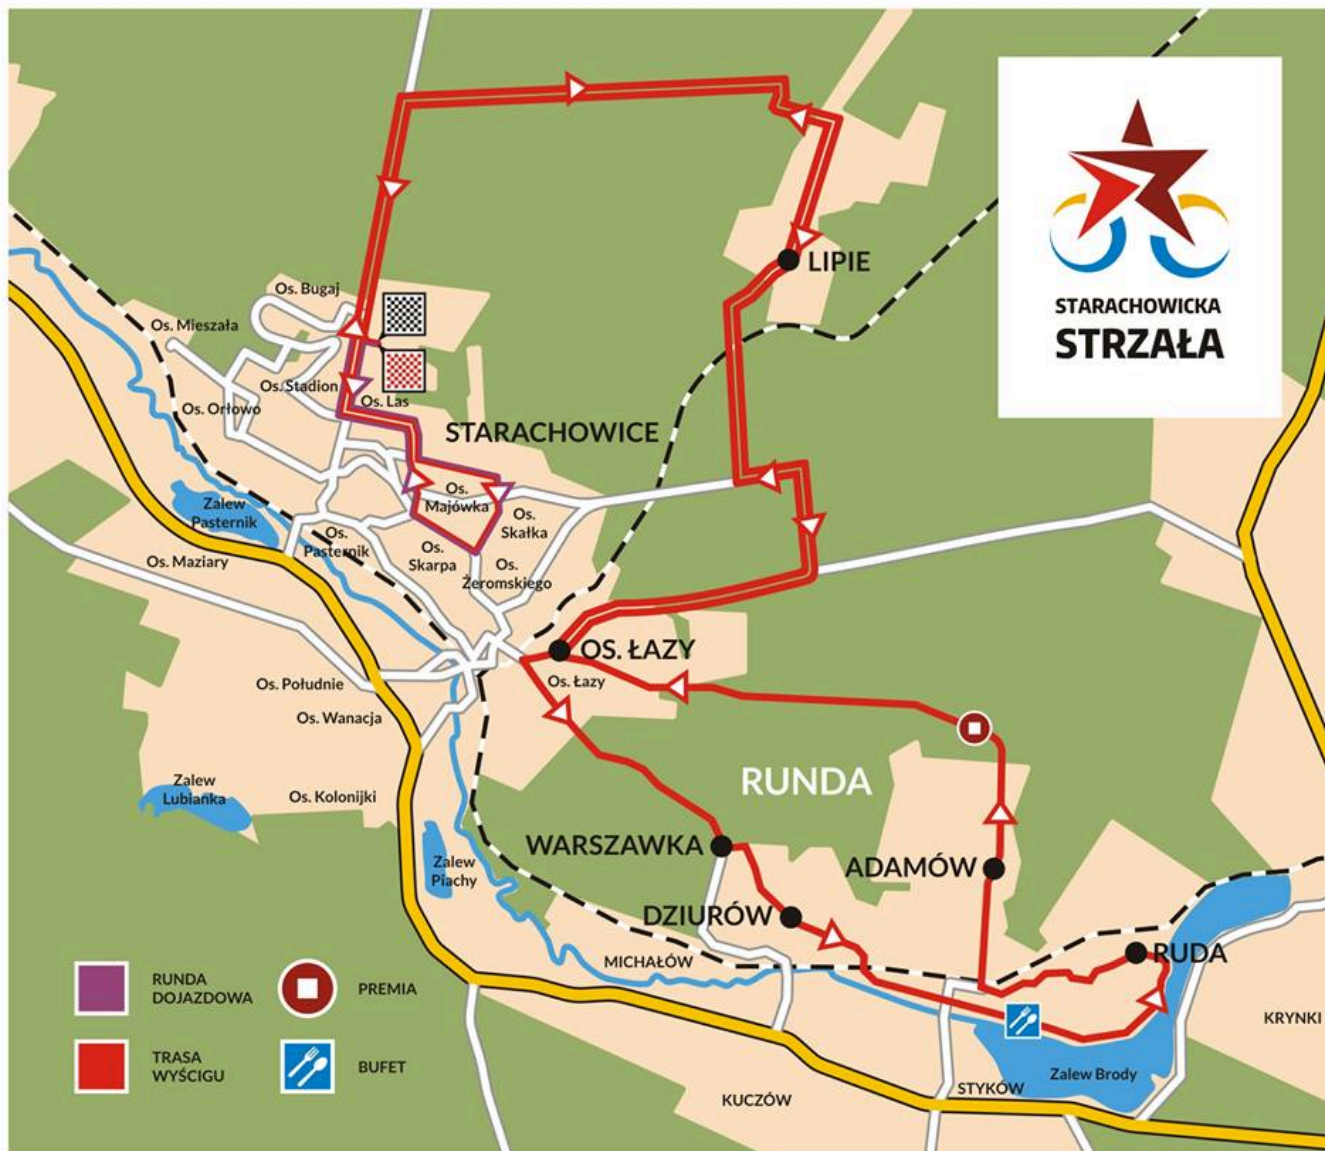 STARACHOWICKA
STRZAŁA
LIPIE
Os. Bugaj
Os. Mieszała
Os. Stadion
Os. Las
Os. Orłowo
STARACHOWICE
Os.
Majówka
Os.
Skałka
Zalew
Pasternik
Os.
Pasternik
Os. Maziary
Os.
Skarpa
Os.
Żeromskiego
OS. ŁAZY
Os. Łazy
Os. Południe
Os. Wanacja
Zalew
Lubianka
Os. Kolonijki
RUNDA
WARSZAWKA
Zalew
Piachy
ADAMÓW
DZIURÓW
MICHAŁÓW
RUDA
KRYNKI
Zalew Brody
STYKÓW
KUCZÓW
RUNDA
DOJAZDOWA
PREMIA
TRASA
WYŚCIGU
BUFET